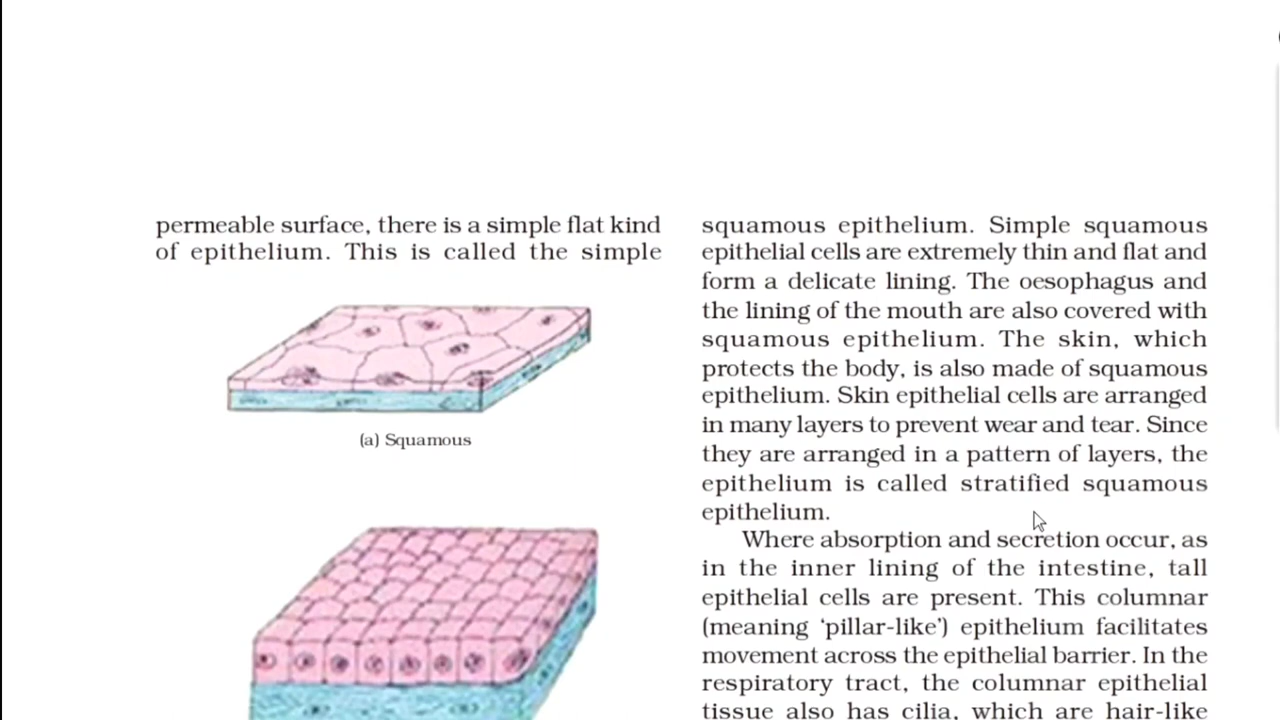 permeable surface, there is a simple flat kind
of epithelium. This is called the simple
(a) Squamous
squamous epithelium. Simple squamous
epithelial cells are extremely thin and flat and
form a delicate lining. The oesophagus and
the lining of the mouth are also covered with
squamous epithelium. The skin, which
protects the body, is also made of squamous
epithelium. Skin epithelial cells are arranged
in many layers to prevent wear and tear. Since
they are arranged in a pattern of layers, the
epithelium is called stratified squamous
epithelium.
Where absorption and secretion occur, as
in the inner lining of the intestine, tall
epithelial cells are present. This columnar
(meaning ‘pillar-like’) epithelium facilitates
movement across the epithelial barrier. In the
respiratory tract, the columnar epithelial
tissue also has cilia, which are hair-like